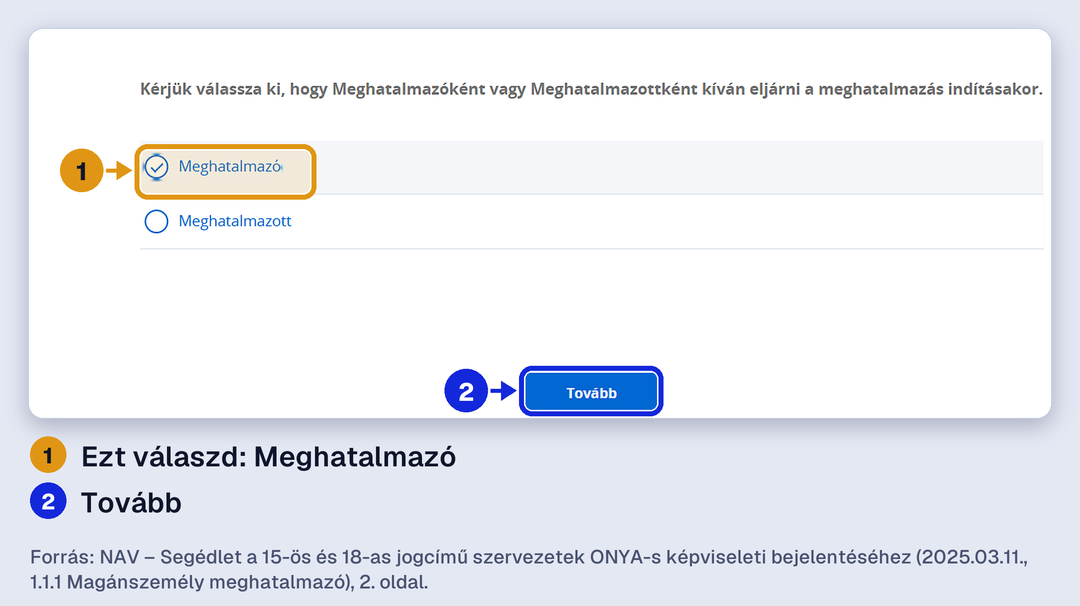 Kérjük válassza ki, hogy Meghatalmazóként vagy Meghatalmazottként kíván eljárni a meghatalmazás indításakor.
1
Meghatalmazó
Meghatalmazott
2
Tovább
1 Ezt válaszd: Meghatalmazó
2 Tovább
Forrás: NAV – Segédlet a 15-ös és 18-as jogcímű szervezetek ONYA-s képviseleti bejelentéséhez (2025.03.11.,
1.1.1 Magánszemély meghatalmazó), 2. oldal.